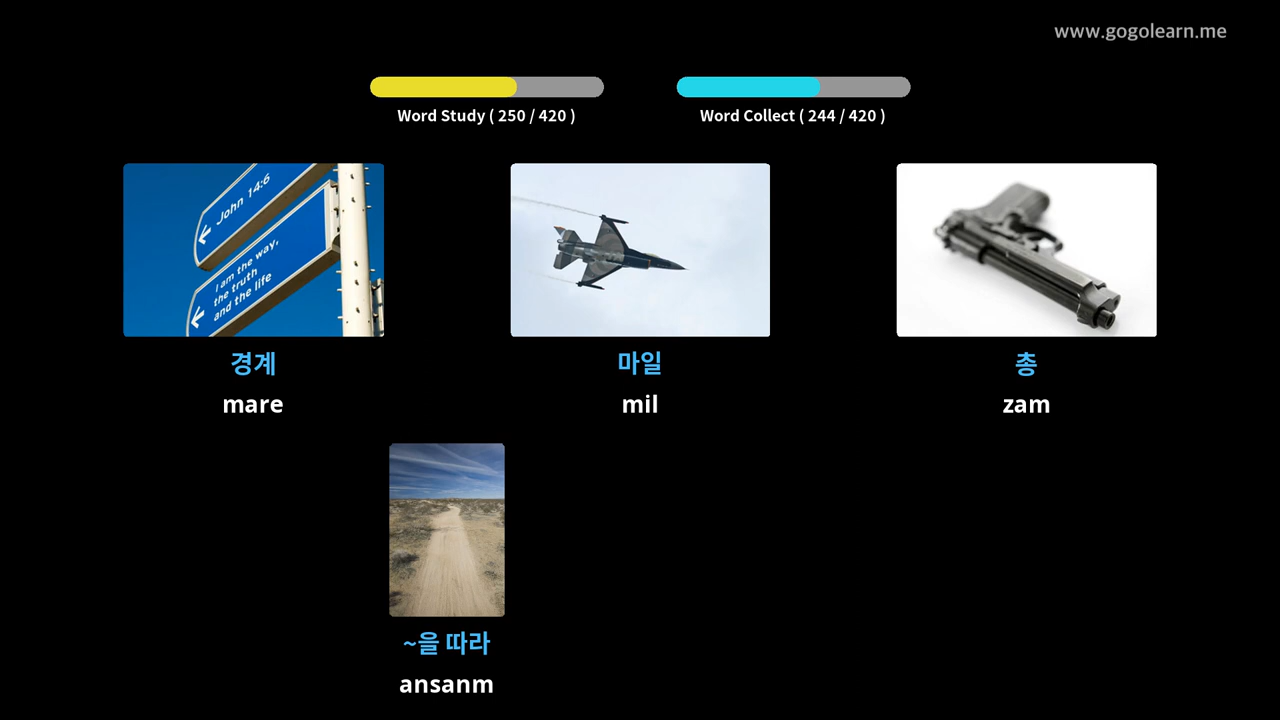 www.gogolearn.me
Word Study ( 250 / 420 )
Word Collect ( 244 / 420 )
John 14:6
I am the way,
the truth
and the life
경계
mare
마일
mil
총
zam
~을 따라
ansanm